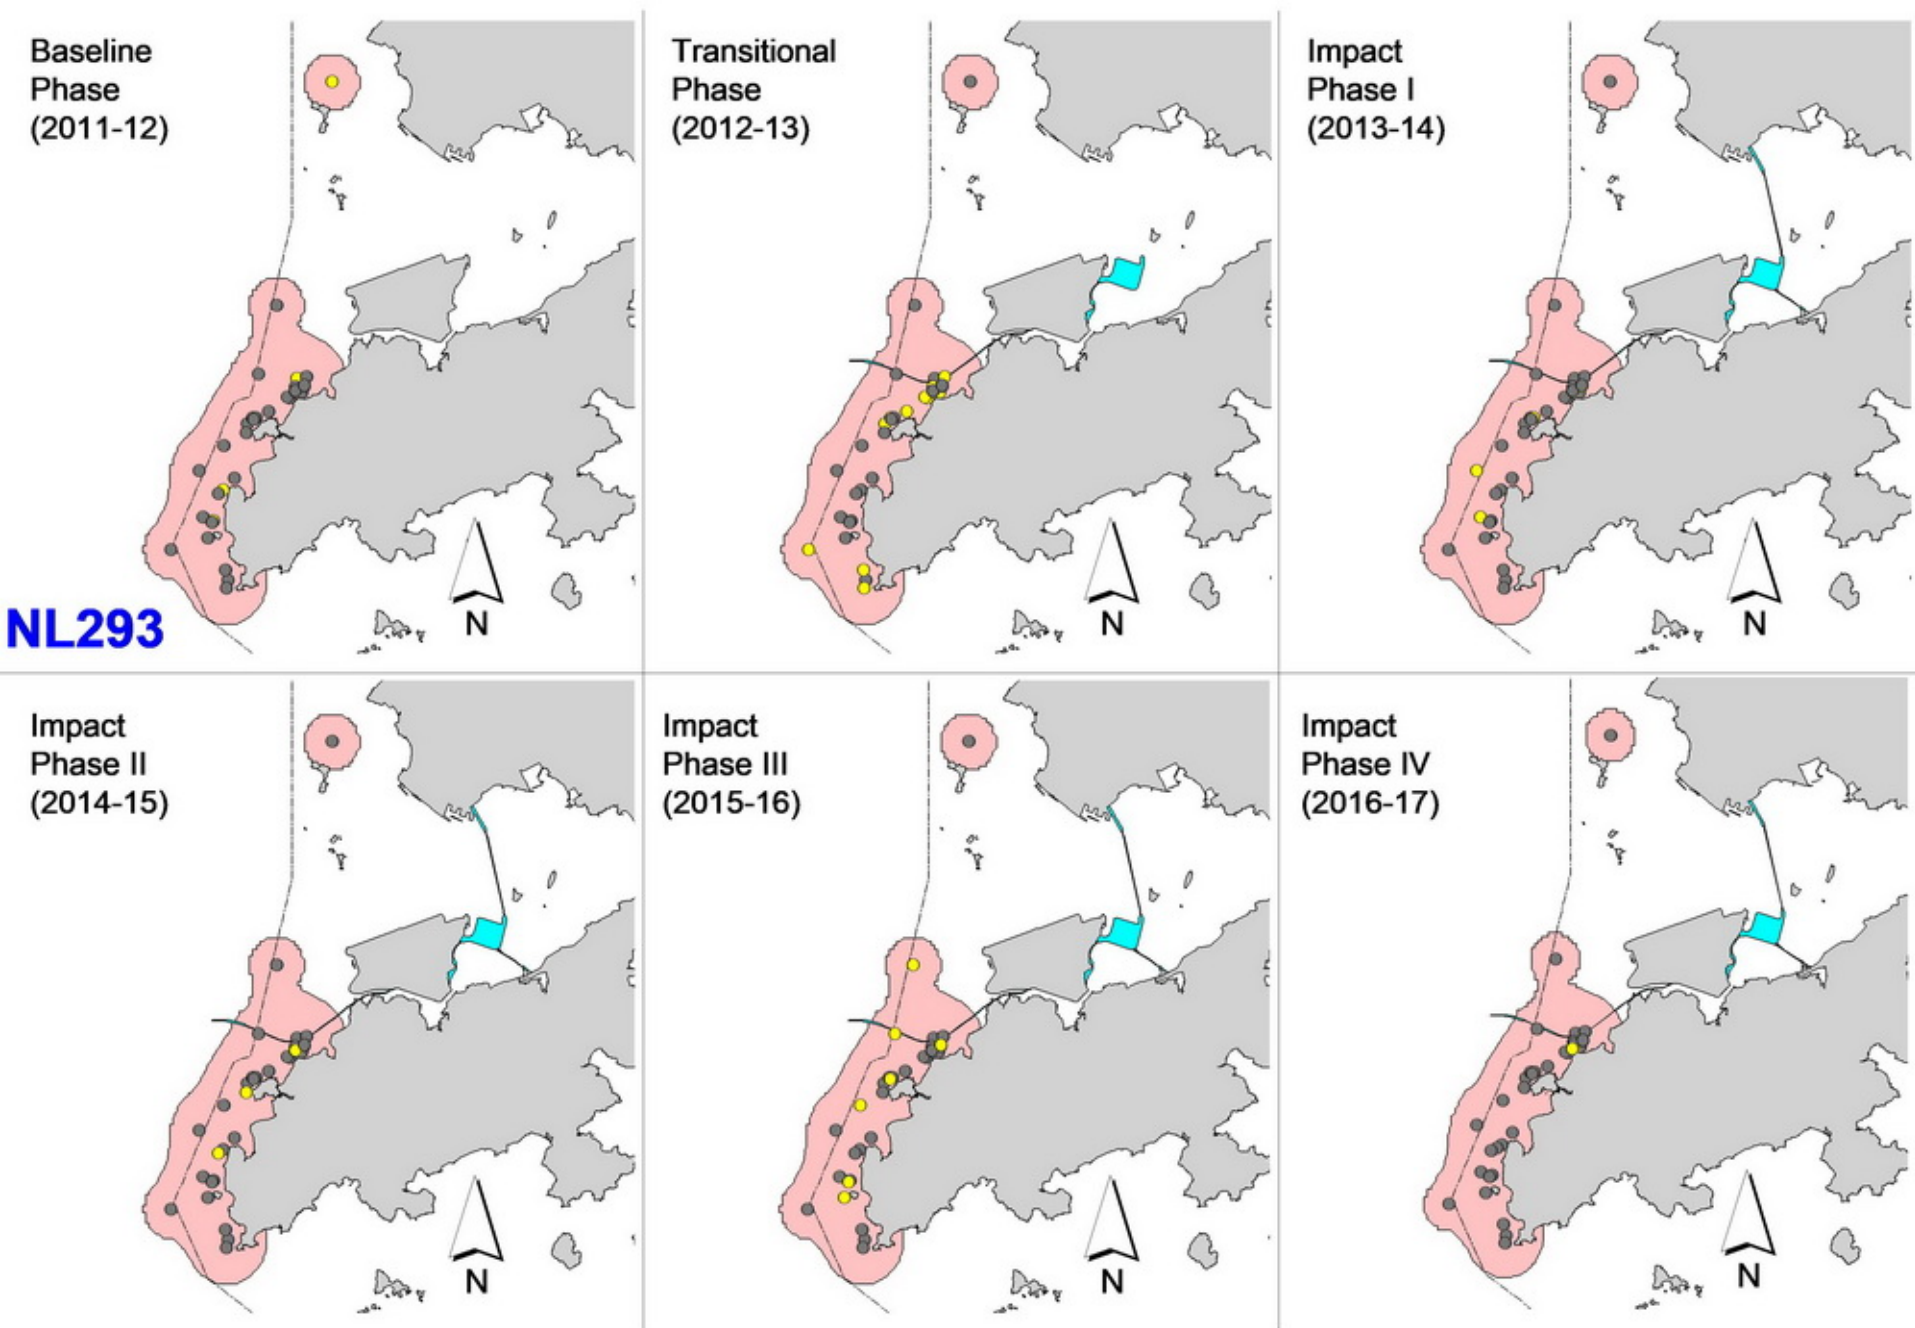 Baseline
Phase
(2011-12)
Transitional
Phase
(2012-13)
Impact
Phase I
(2013-14)
N
N
N
NL293
Impact
Phase II
(2014-15)
Impact
Phase III
(2015-16)
Impact
Phase IV
(2016-17)
N
N
N